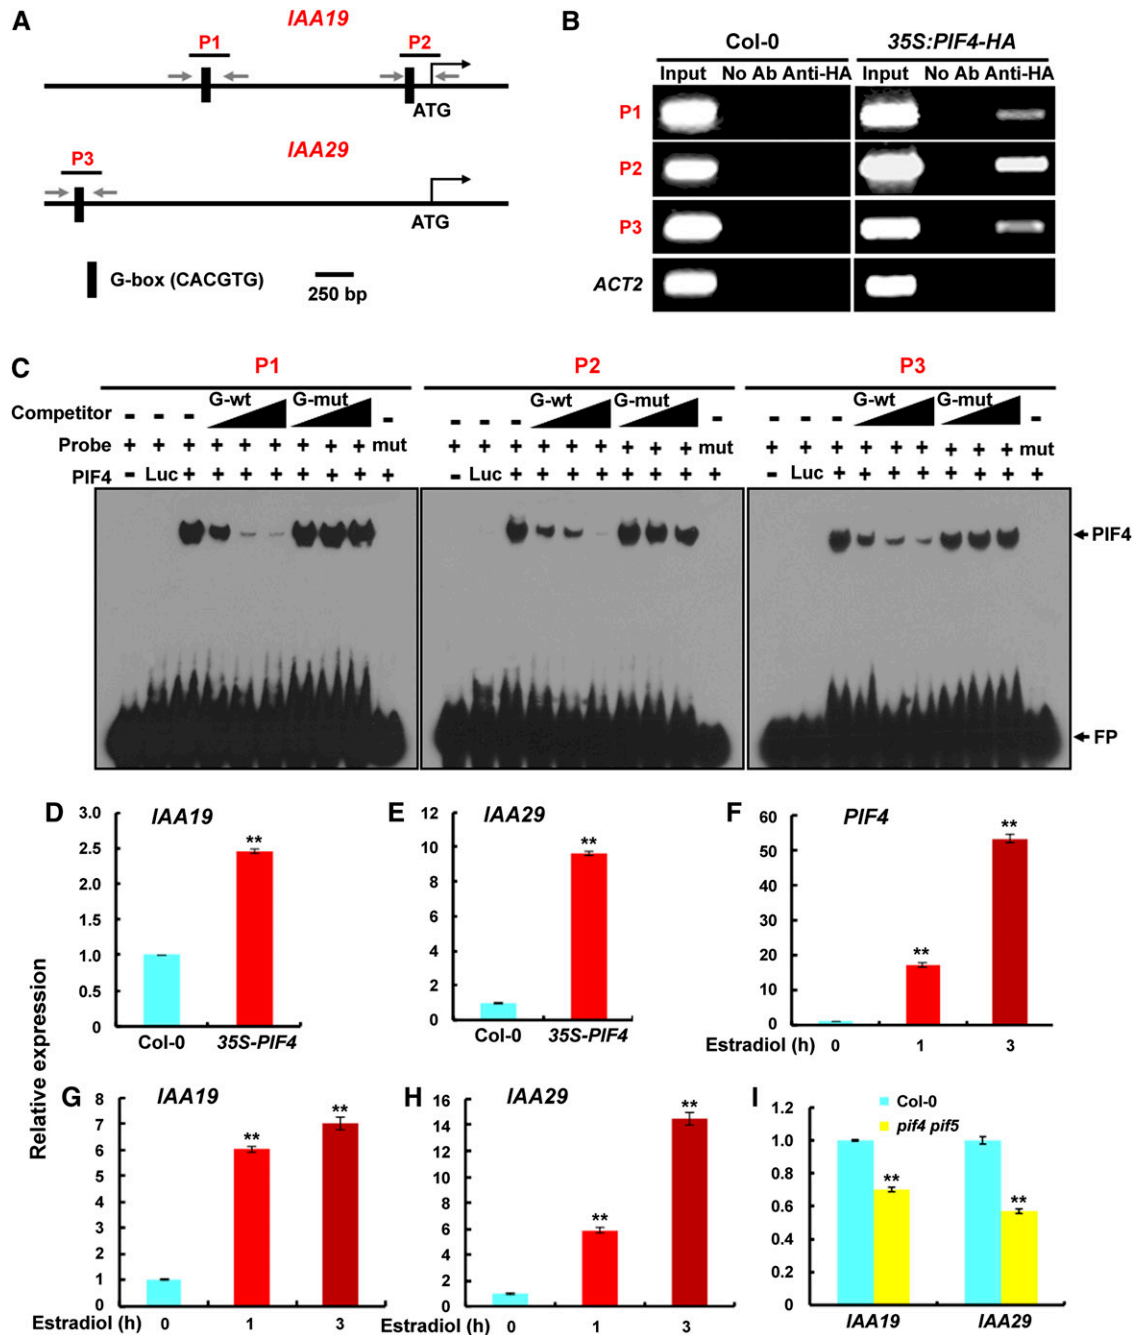 A
IAA19
P1
P2
ATG
IAA29
P3
ATG
G-box (CACGTG)
250 bp
B
Col-0
35S:PIF4-HA
Input No Ab Anti-HA
Input No Ab Anti-HA
P1
P2
P3
ACT2
C
P1
P2
P3
Competitor - - - G-wt G-mut -
- - - G-wt G-mut -
- - - G-wt G-mut -
Probe + + + + + + + + + mut
+ + + + + + + + + mut
+ + + + + + + + + mut
PIF4 - Luc + + + + + + + +
- Luc + + + + + + + +
- Luc + + + + + + + +
PIF4
FP
Relative expression
D
IAA19
3.0
2.5
2.0
1.5
1.0
0.5
0
**
Col-0 35S-PIF4
E
IAA29
12
10
8
6
4
2
0
**
Col-0 35S-PIF4
F
PIF4
60
50
40
30
20
10
0
**
**
Estradiol (h) 0 1 3
G
IAA19
8
7
6
5
4
3
2
1
0
**
**
Estradiol (h) 0 1 3
H
IAA29
16
14
12
10
8
6
4
2
0
**
**
Estradiol (h) 0 1 3
I
Col-0
pif4 pif5
1.2
1.0
0.8
0.6
0.4
0.2
0
**
**
IAA19 IAA29